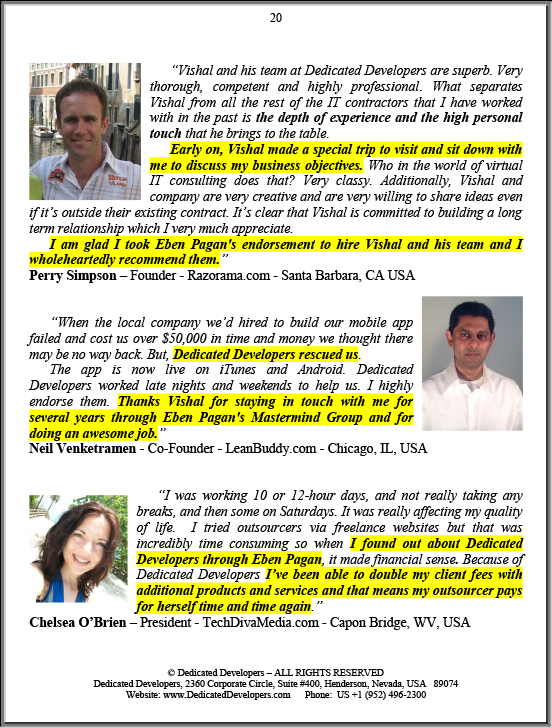 20
“Vishal and his team at Dedicated Developers are superb. Very
thorough, competent and highly professional. What separates
Vishal from all the rest of the IT contractors that I have worked
with in the past is the depth of experience and the high personal
touch that he brings to the table.
Early on, Vishal made a special trip to visit and sit down with
me to discuss my business objectives. Who in the world of virtual
IT consulting does that? Very classy. Additionally, Vishal and
company are very creative and are very willing to share ideas even
if it’s outside their existing contract. It’s clear that Vishal is committed to building a long
term relationship which I very much appreciate.
I am glad I took Eben Pagan's endorsement to hire Vishal and his team and I
wholeheartedly recommend them.”
Perry Simpson – Founder - Razorama.com - Santa Barbara, CA USA
“When the local company we’d hired to build our mobile app
failed and cost us over $50,000 in time and money we thought there
may be no way back. But, Dedicated Developers rescued us.
The app is now live on iTunes and Android. Dedicated
Developers worked late nights and weekends to help us. I highly
endorse them. Thanks Vishal for staying in touch with me for
several years through Eben Pagan's Mastermind Group and for
doing an awesome job.”
Neil Venketramen - Co-Founder - LeanBuddy.com - Chicago, IL, USA
“I was working 10 or 12-hour days, and not really taking any
breaks, and then some on Saturdays. It was really affecting my quality
of life. I tried outsourcers via freelance websites but that was
incredibly time consuming so when I found out about Dedicated
Developers through Eben Pagan, it made financial sense. Because of
Dedicated Developers I’ve been able to double my client fees with
additional products and services and that means my outsourcer pays
for herself time and time again.”
Chelsea O’Brien – President - TechDivaMedia.com - Capon Bridge, WV, USA
© Dedicated Developers – ALL RIGHTS RESERVED
Dedicated Developers, 2360 Corporate Circle, Suite #400, Henderson, Nevada, USA 89074
Website: www.DedicatedDevelopers.com Phone: US +1 (952) 496-2300